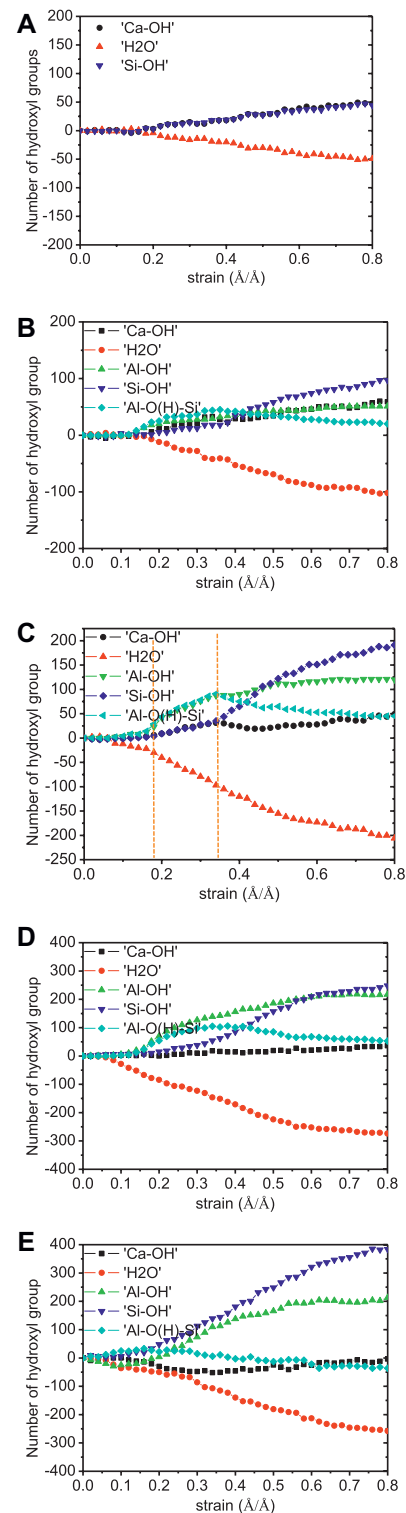 A
'Ca-OH'
'H2O'
'Si-OH'
Number of hydroxyl groups
200
150
100
50
0
-50
-100
-150
-200
0.0 0.2 0.4 0.6 0.8
strain (Å/Å)
B
'Ca-OH'
'H2O'
'Al-OH'
'Si-OH'
'Al-O(H)-Si'
Number of hydroxyl group
200
100
0
-100
-200
0.0 0.1 0.2 0.3 0.4 0.5 0.6 0.7 0.8
strain (Å/Å)
C
'Ca-OH'
'H2O'
'Al-OH'
'Si-OH'
'Al-O(H)-Si'
Number of hydroxyl group
200
150
100
50
0
-50
-100
-150
-200
-250
0.0 0.2 0.4 0.6 0.8
strain (Å/Å)
D
'Ca-OH'
'H2O'
'Al-OH'
'Si-OH'
'Al-O(H)-Si'
Number of hydroxyl group
400
300
200
100
0
-100
-200
-300
-400
0.0 0.1 0.2 0.3 0.4 0.5 0.6 0.7 0.8
strain (Å/Å)
E
'Ca-OH'
'H2O'
'Al-OH'
'Si-OH'
'Al-O(H)-Si'
Number of hydroxyl group
400
300
200
100
0
-100
-200
-300
-400
0.0 0.1 0.2 0.3 0.4 0.5 0.6 0.7 0.8
strain (Å/Å)